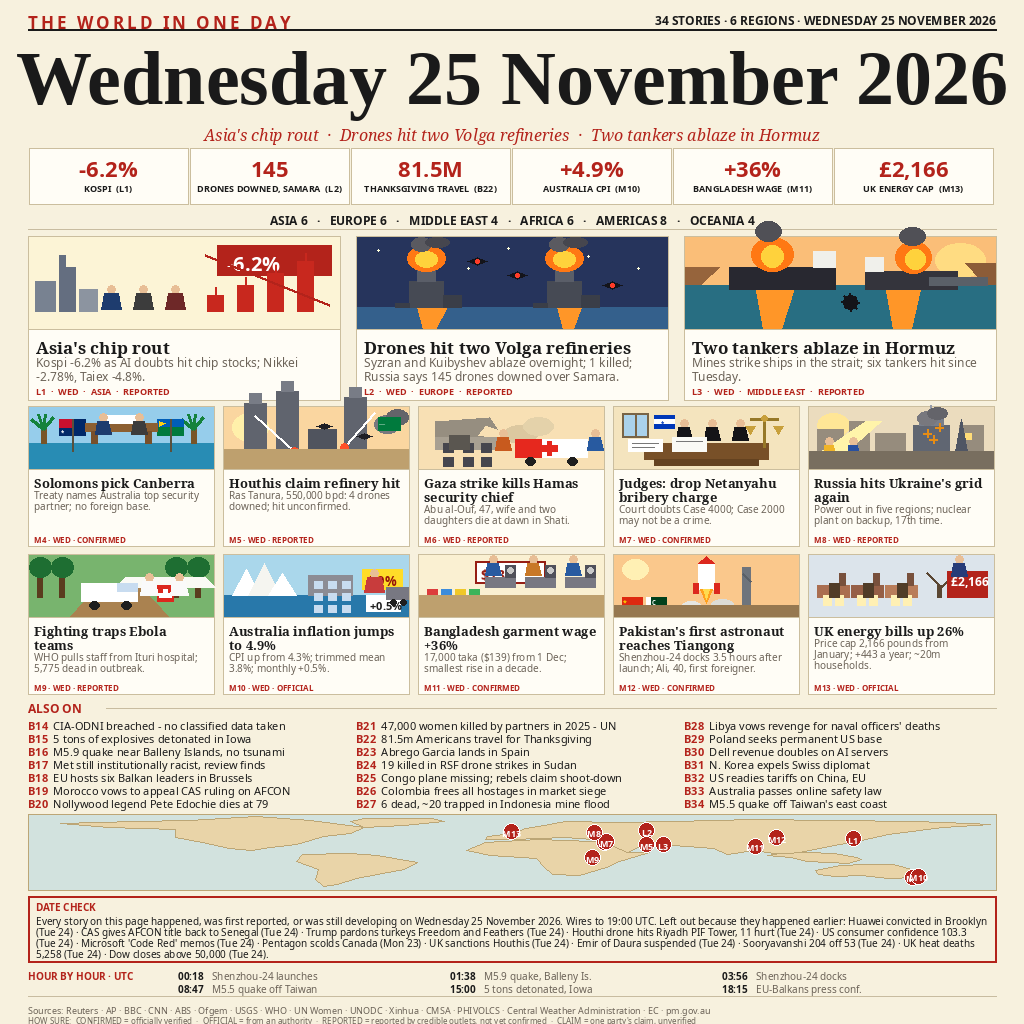 THE WORLD IN ONE DAY
34 STORIES · 6 REGIONS · WEDNESDAY 25 NOVEMBER 2026
Wednesday 25 November 2026
Asia's chip rout · Drones hit two Volga refineries · Two tankers ablaze in Hormuz
-6.2%
KOSPI (L1)
145
DRONES DOWNED, SAMARA (L2)
81.5M
THANKSGIVING TRAVEL (B22)
+4.9%
AUSTRALIA CPI (M10)
+36%
BANGLADESH WAGE (M11)
£2,166
UK ENERGY CAP (M13)
ASIA 6 · EUROPE 6 · MIDDLE EAST 4 · AFRICA 6 · AMERICAS 8 · OCEANIA 4
-6.2%
Asia's chip rout
Kospi -6.2% as AI doubts hit chip stocks; Nikkei
-2.78%, Taiex -4.8%.
L1 · WED · ASIA · REPORTED
Drones hit two Volga refineries
Syzran and Kuibyshev ablaze overnight; 1 killed;
Russia says 145 drones downed over Samara.
L2 · WED · EUROPE · REPORTED
Two tankers ablaze in Hormuz
Mines strike ships in the strait; six tankers hit since
Tuesday.
L3 · WED · MIDDLE EAST · REPORTED
Solomons pick Canberra
Treaty names Australia top security
partner; no foreign base.
M4 · WED · CONFIRMED
Houthis claim refinery hit
Ras Tanura, 550,000 bpd: 4 drones
downed; hit unconfirmed.
M5 · WED · REPORTED
Gaza strike kills Hamas
security chief
Abu al-Ouf, 47, wife and two
daughters die at dawn in Shati.
M6 · WED · REPORTED
Judges: drop Netanyahu
bribery charge
Court doubts Case 4000; Case 2000
may not be a crime.
M7 · WED · CONFIRMED
Russia hits Ukraine's grid
again
Power out in five regions; nuclear
plant on backup, 17th time.
M8 · WED · REPORTED
Fighting traps Ebola
teams
WHO pulls staff from Ituri hospital;
5,775 dead in outbreak.
M9 · WED · REPORTED
+0.5%
Australia inflation jumps
to 4.9%
CPI up from 4.3%; trimmed mean
3.8%; monthly +0.5%.
M10 · WED · OFFICIAL
Bangladesh garment wage
+36%
17,000 taka ($139) from 1 Dec;
smallest rise in a decade.
M11 · WED · CONFIRMED
Pakistan's first astronaut
reaches Tiangong
Shenzhou-24 docks 3.5 hours after
launch; Ali, 40, first foreigner.
M12 · WED · CONFIRMED
£2,166
UK energy bills up 26%
Price cap 2,166 pounds from
January; +443 a year; ~20m
households.
M13 · WED · OFFICIAL
ALSO ON
B14 CIA-ODNI breached - no classified data taken
B15 5 tons of explosives detonated in Iowa
B16 M5.9 quake near Balleny Islands, no tsunami
B17 Met still institutionally racist, review finds
B18 EU hosts six Balkan leaders in Brussels
B19 Morocco vows to appeal CAS ruling on AFCON
B20 Nollywood legend Pete Edochie dies at 79
B21 47,000 women killed by partners in 2025 - UN
B22 81.5m Americans travel for Thanksgiving
B23 Abrego Garcia lands in Spain
B24 19 killed in RSF drone strikes in Sudan
B25 Congo plane missing; rebels claim shoot-down
B26 Colombia frees all hostages in market siege
B27 6 dead, ~20 trapped in Indonesia mine flood
B28 Libya vows revenge for naval officers' deaths
B29 Poland seeks permanent US base
B30 Dell revenue doubles on AI servers
B31 N. Korea expels Swiss diplomat
B32 US readies tariffs on China, EU
B33 Australia passes online safety law
B34 M5.5 quake off Taiwan's east coast
M13
M8
M7
M9
L2
M5
L3
M11
M12
L1
M10
DATE CHECK
Every story on this page happened, was first reported, or was still developing on Wednesday 25 November 2026. Wires to 19:00 UTC. Left out because they happened earlier: Huawei convicted in Brooklyn
(Tue 24) · CAS gives AFCON title back to Senegal (Tue 24) · Trump pardons turkeys Freedom and Feathers (Tue 24) · Houthi drone hits Riyadh PIF Tower, 11 hurt (Tue 24) · US consumer confidence 103.3
(Tue 24) · Microsoft 'Code Red' memos (Tue 24) · Pentagon scolds Canada (Mon 23) · UK sanctions Houthis (Tue 24) · Emir of Daura suspended (Tue 24) · Sooryavanshi 204 off 53 (Tue 24) · UK heat deaths
5,258 (Tue 24) · Dow closes above 50,000 (Tue 24).
HOUR BY HOUR · UTC
00:18 Shenzhou-24 launches
01:38 M5.9 quake, Balleny Is.
03:56 Shenzhou-24 docks
08:47 M5.5 quake off Taiwan
15:00 5 tons detonated, Iowa
18:15 EU-Balkans press conf.
Sources: Reuters · AP · BBC · CNN · ABS · Ofgem · USGS · WHO · UN Women · UNODC · Xinhua · CMSA · PHIVOLCS · Central Weather Administration · EC · pm.gov.au
HOW SURE: CONFIRMED = officially verified · OFFICIAL = from an authority · REPORTED = reported by credible outlets, not yet confirmed · CLAIM = one party's claim, unverified